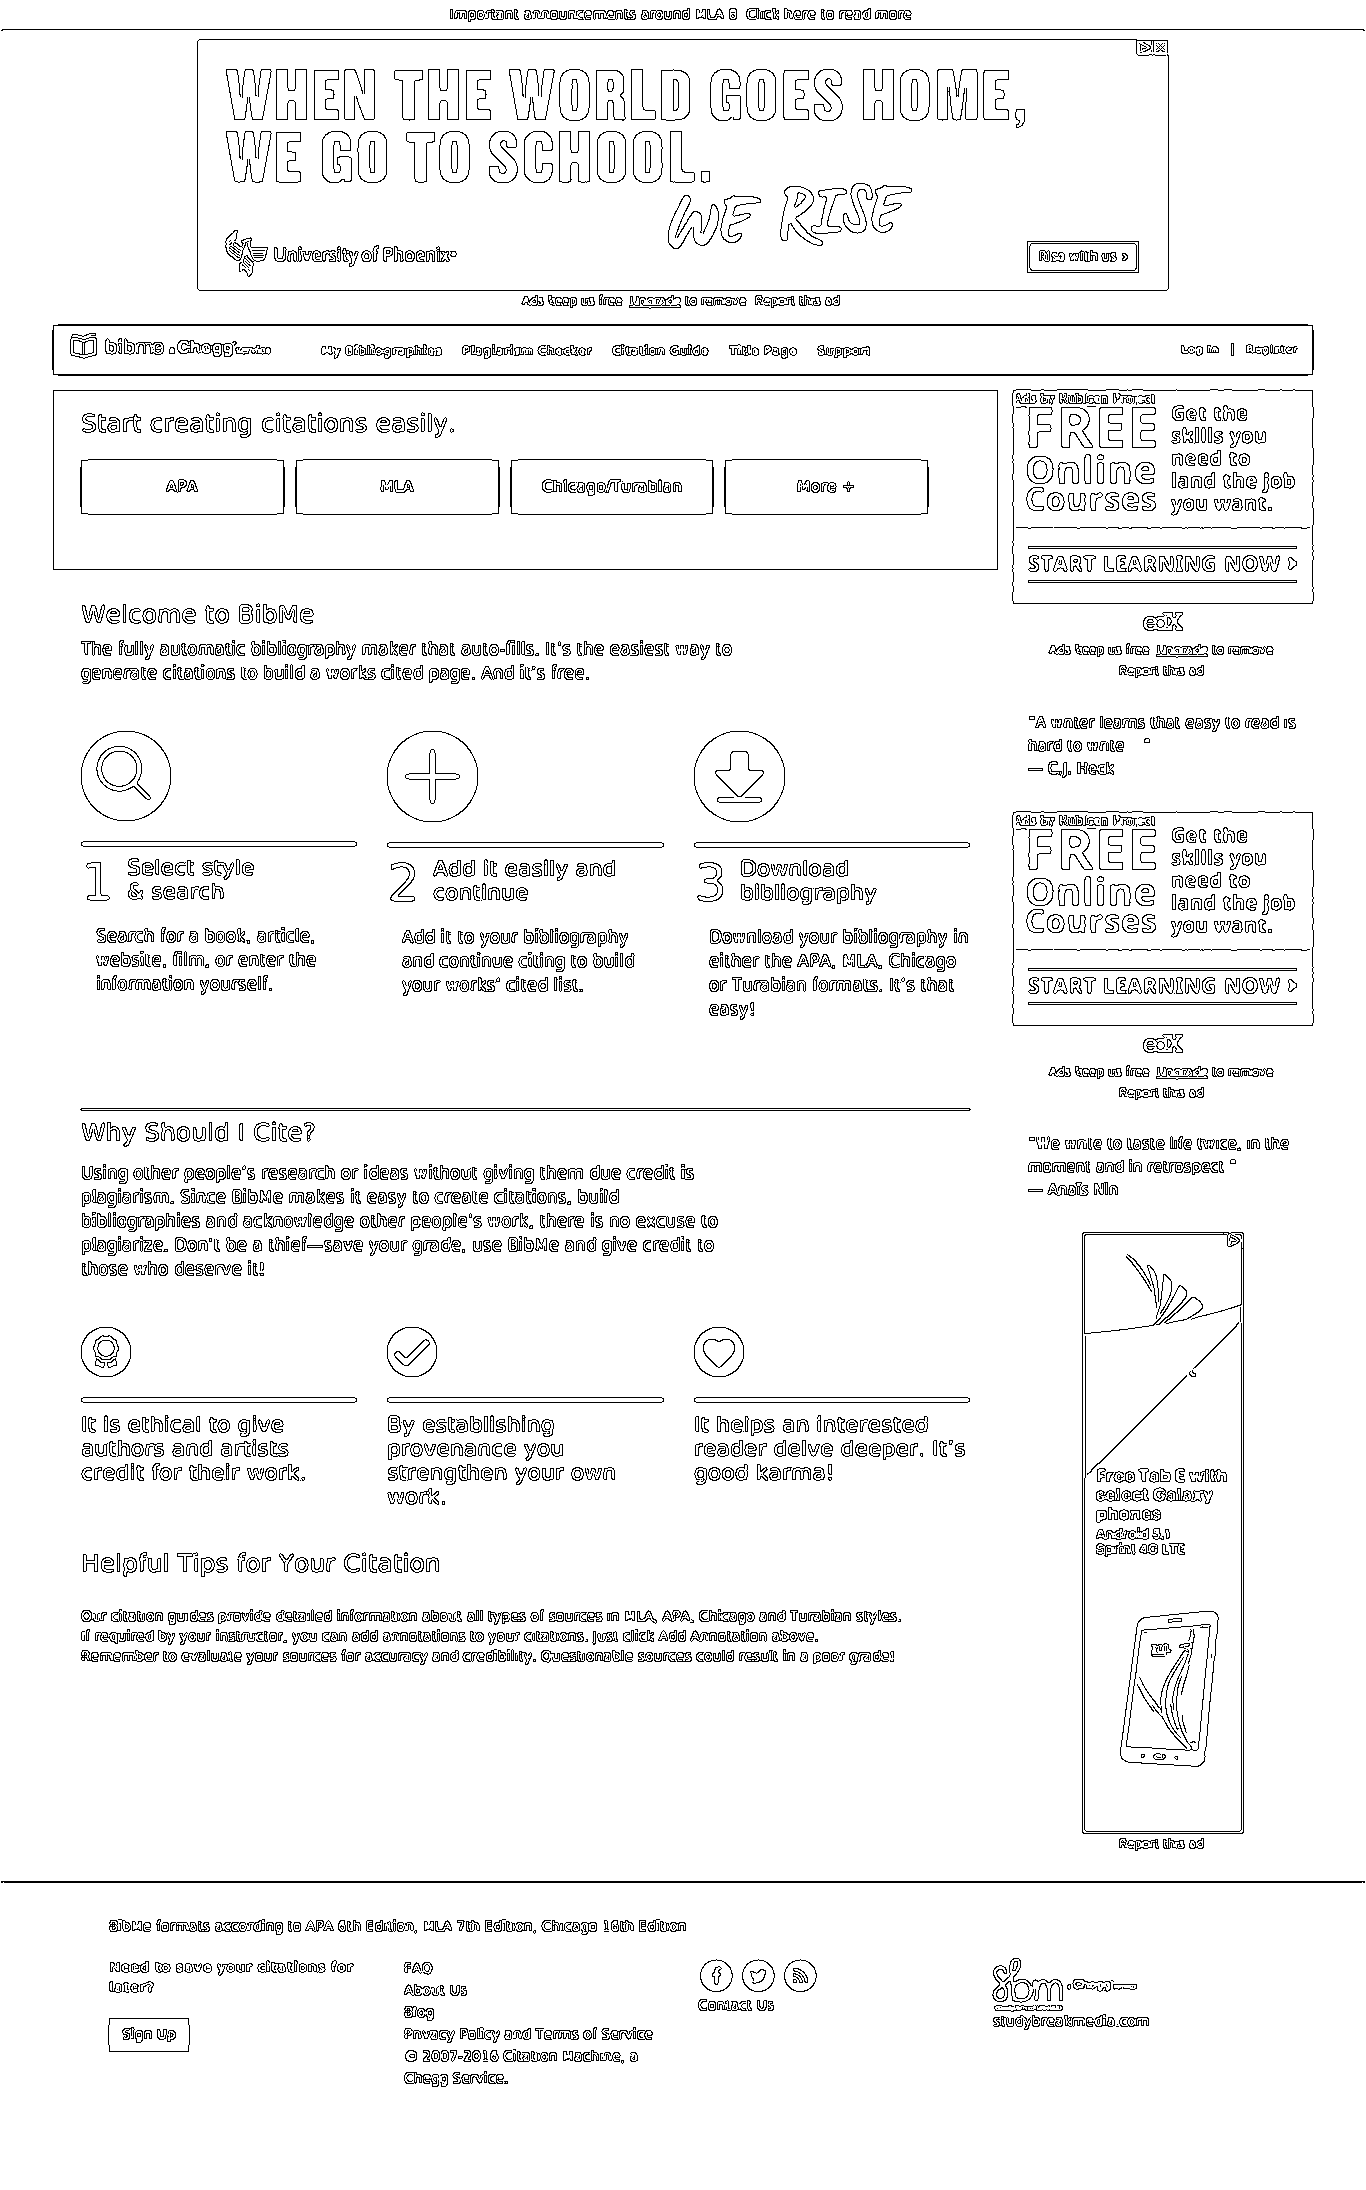 Important announcements around MLA 8 Click here to read more
WHEN THE WORLD GOES HOME,
WE GO TO SCHOOL.
WE RISE
University of Phoenix
Rise with us >
Ads keep us free Upgrade to remove Report this ad
bibme a Chegg service
My Bibliographies Plagiarism Checker Citation Guide Title Page Support
Log in | Register
Start creating citations easily.
APA MLA Chicago/Turabian More +
Welcome to BibMe
The fully automatic bibliography maker that auto-fills. It's the easiest way to
generate citations to build a works cited page. And it's free.
1 Select style
& search
Search for a book, article,
website, film, or enter the
information yourself.
2 Add it easily and
continue
Add it to your bibliography
and continue citing to build
your works' cited list.
3 Download
bibliography
Download your bibliography in
either the APA, MLA, Chicago
or Turabian formats. It's that
easy!
Why Should I Cite?
Using other people's research or ideas without giving them due credit is
plagiarism. Since BibMe makes it easy to create citations, build
bibliographies and acknowledge other people's work, there is no excuse to
plagiarize. Don't be a thief—save your grade, use BibMe and give credit to
those who deserve it!
It is ethical to give
authors and artists
credit for their work.
By establishing
provenance you
strengthen your own
work.
It helps an interested
reader delve deeper. It's
good karma!
Helpful Tips for Your Citation
Our citation guides provide detailed information about all types of sources in MLA, APA, Chicago and Turabian styles.
If required by your instructor, you can add annotations to your citations. Just click Add Annotation above.
Remember to evaluate your sources for accuracy and credibility. Questionable sources could result in a poor grade!
Ads by Rubicon Project
FREE
Online
Courses
Get the
skills you
need to
land the job
you want.
START LEARNING NOW >
edX
Ads keep us free Upgrade to remove
Report this ad
"A writer learns that easy to read is
hard to write "
— C.J. Heck
Ads by Rubicon Project
FREE
Online
Courses
Get the
skills you
need to
land the job
you want.
START LEARNING NOW >
edX
Ads keep us free Upgrade to remove
Report this ad
"We write to taste life twice, in the
moment and in retrospect "
— Anaïs Nin
Free Tab E with
select Galaxy
phones
Android 5.1
Sprint 4G LTE
Report this ad
BibMe formats according to APA 6th Edition, MLA 7th Edition, Chicago 16th Edition
Need to save your citations for
later?
Sign Up
FAQ
About Us
Blog
Privacy Policy and Terms of Service
© 2007-2016 Citation Machine, a
Chegg Service.
Contact Us
sbm a Chegg service
studybreakmedia.com